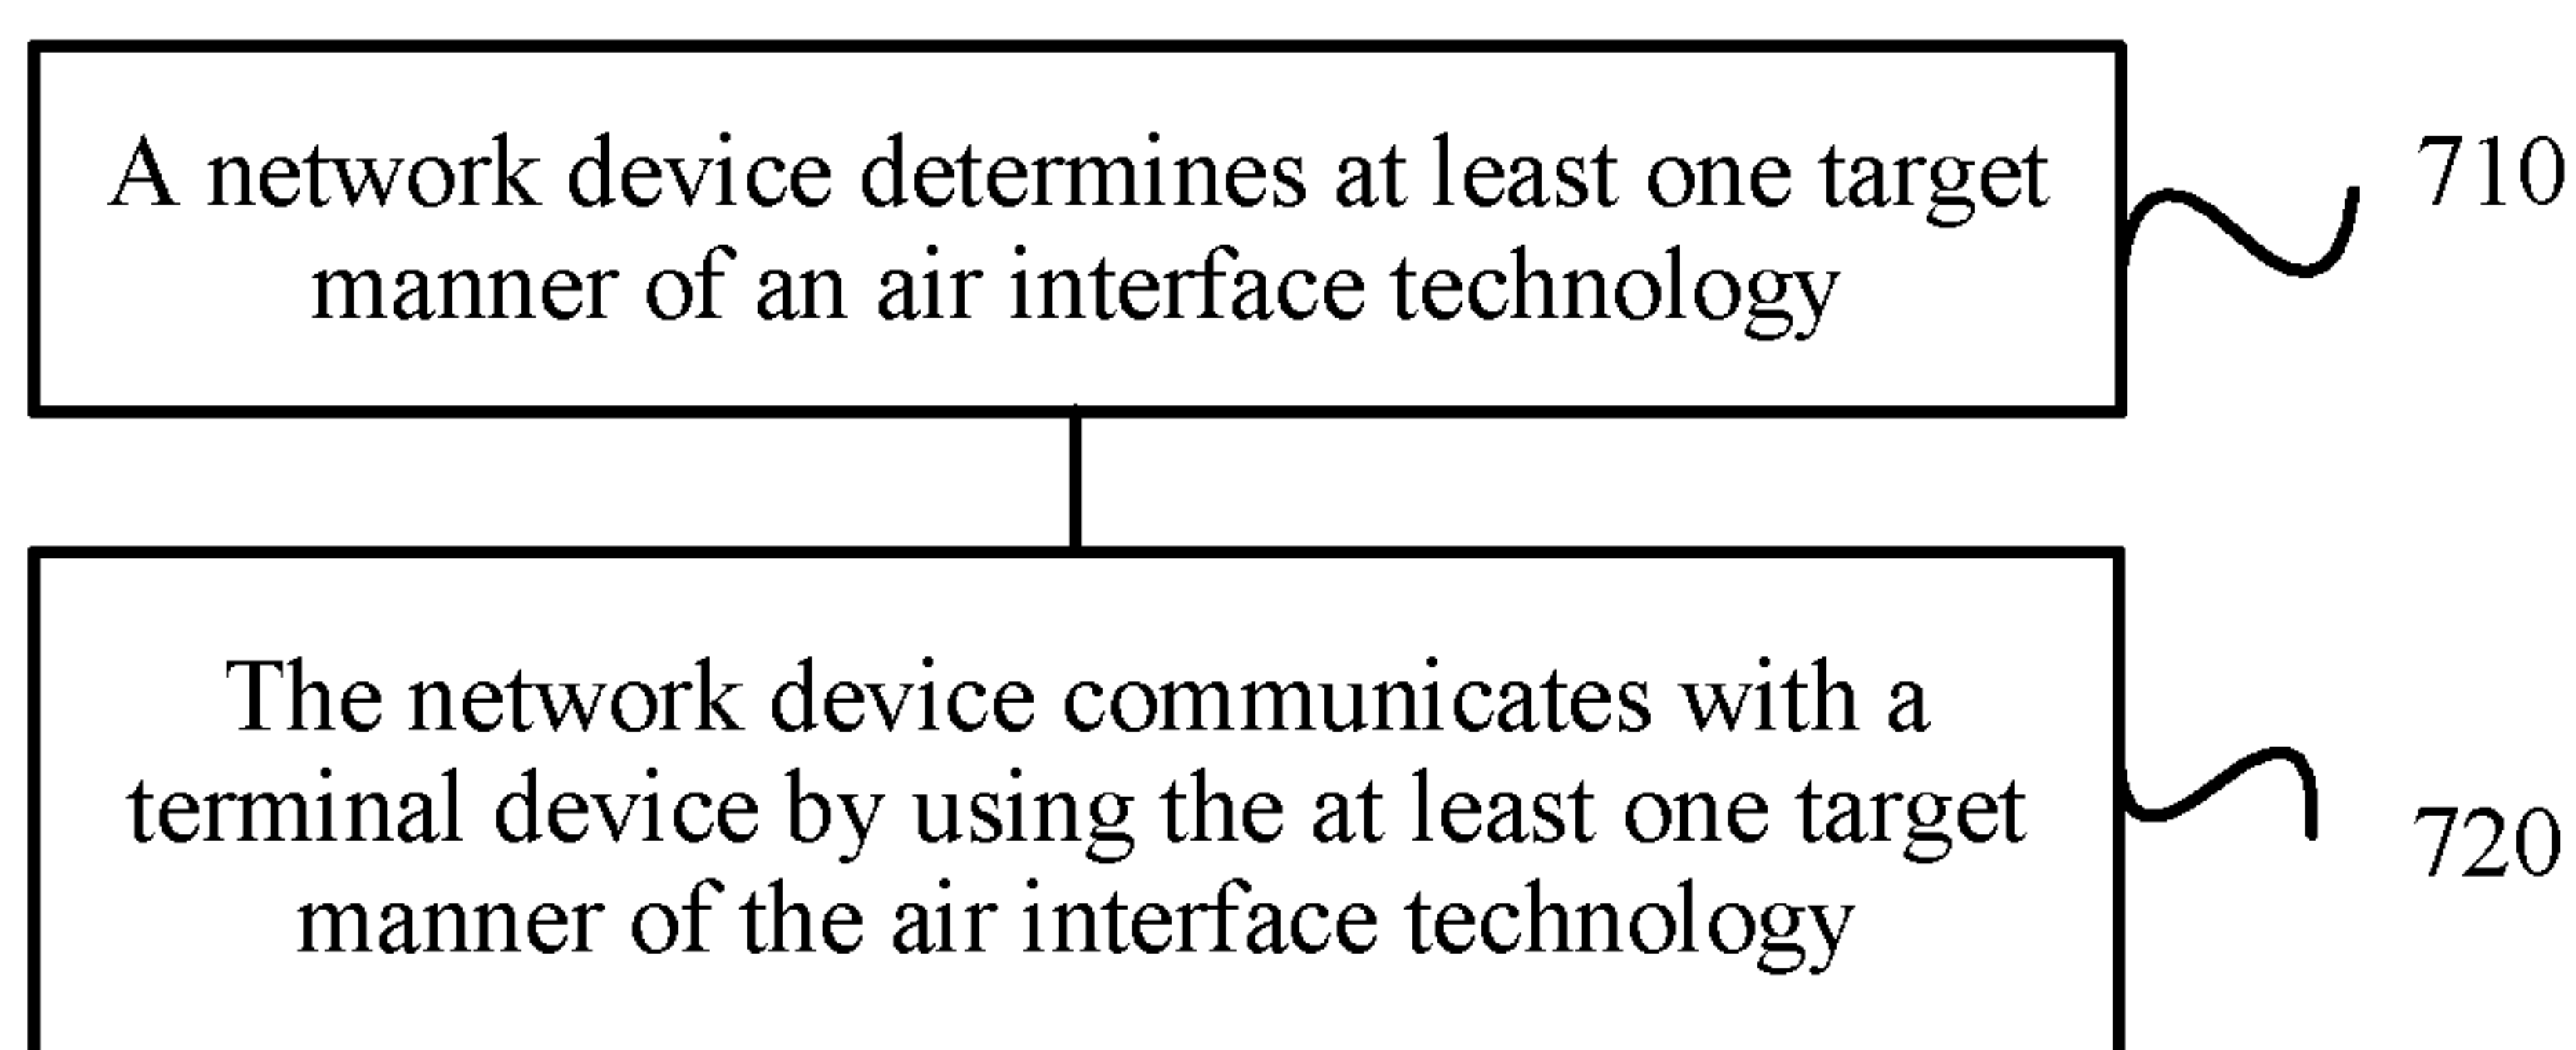 A network device determines at least one target
manner of an air interface technology
710
The network device communicates with a
terminal device by using the at least one target
manner of the air interface technology
720